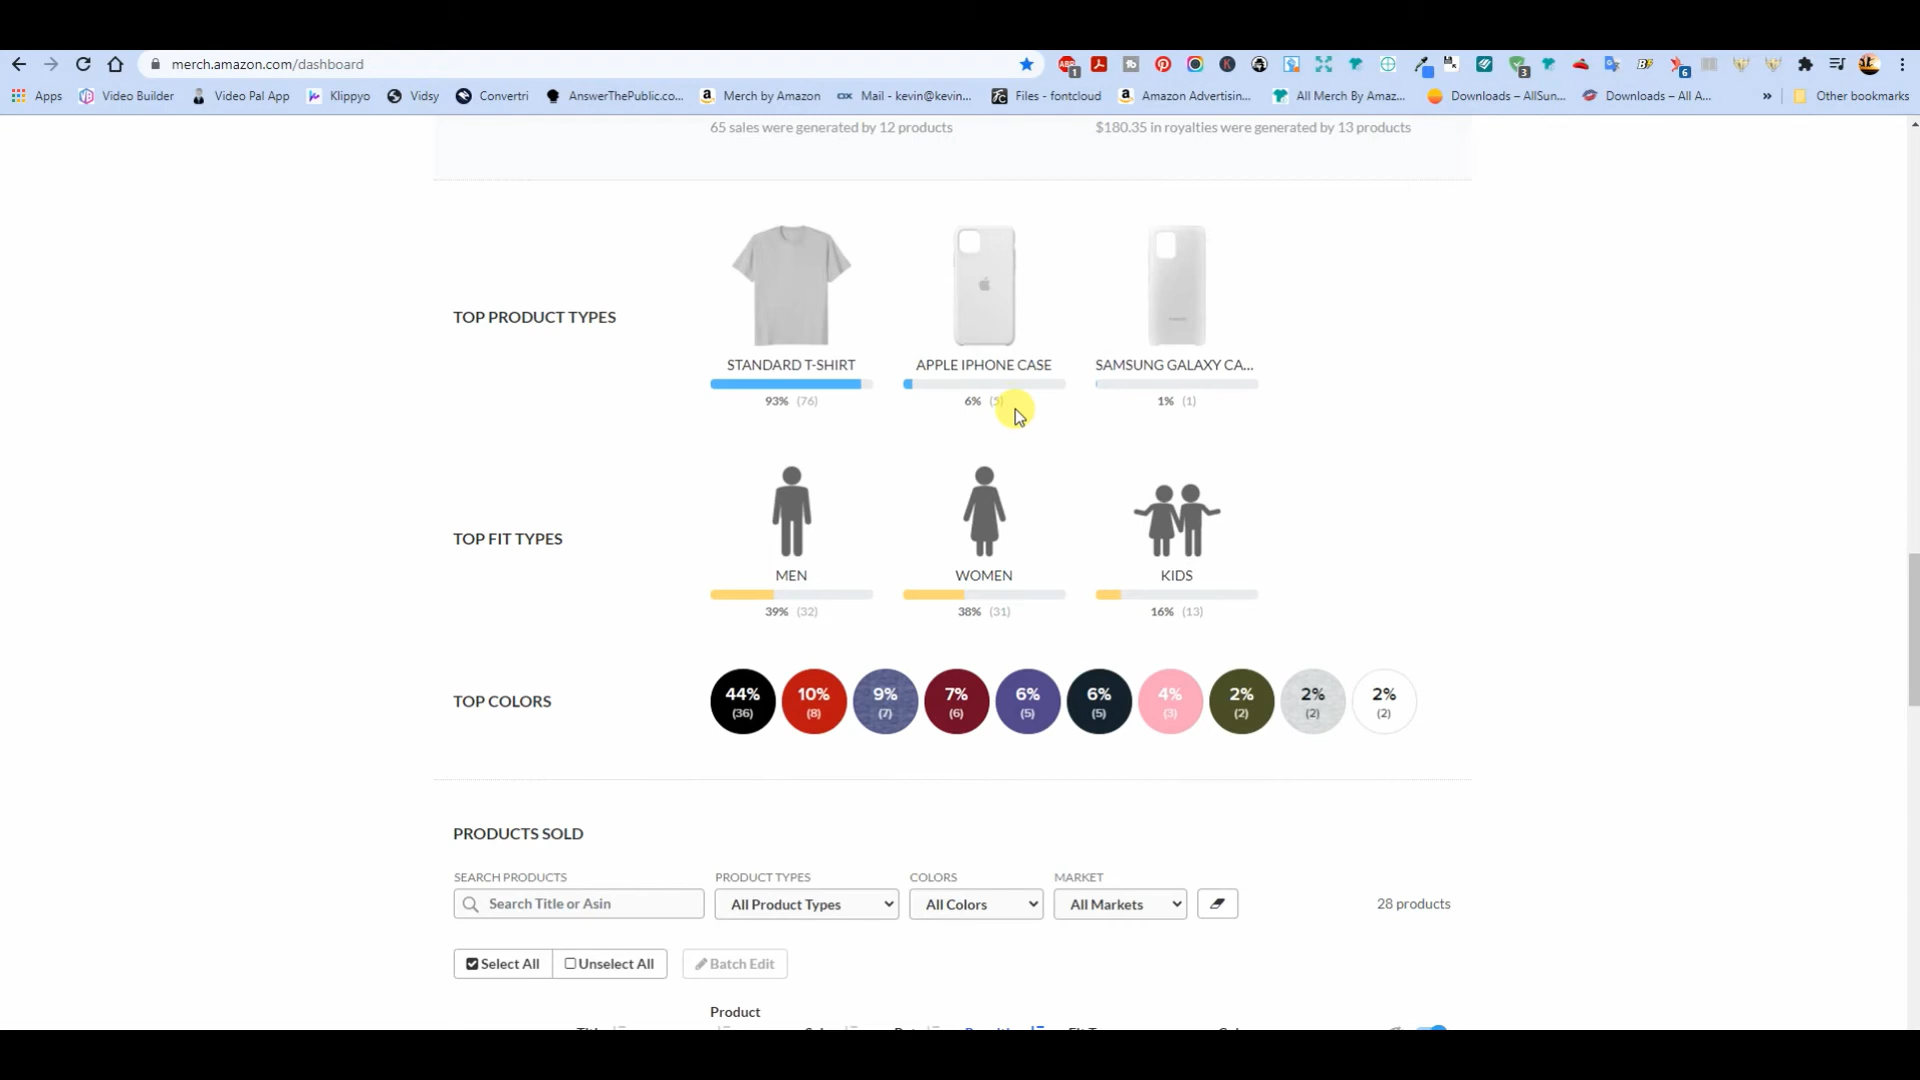 merch.amazon.com/dashboard
Apps Video Builder Video Pal App Klippyo Vidsy Convertri AnswerThePublic.co... Merch by Amazon Mail - kevin@kevin... Files - fontcloud Amazon Advertisin... All Merch By Amaz... Downloads – AllSun... Downloads – All A... » Other bookmarks
65 sales were generated by 12 products $180.35 in royalties were generated by 13 products
TOP PRODUCT TYPES
STANDARD T-SHIRT APPLE IPHONE CASE SAMSUNG GALAXY CA...
93% (76) 6% (5) 1% (1)
TOP FIT TYPES
MEN WOMEN KIDS
39% (32) 38% (31) 16% (13)
TOP COLORS
44% 10% 9% 7% 6% 6% 4% 2% 2% 2%
(36) (8) (7) (6) (5) (5) (3) (2) (2) (2)
PRODUCTS SOLD
SEARCH PRODUCTS PRODUCT TYPES COLORS MARKET
Search Title or Asin All Product Types All Colors All Markets 28 products
Select All Unselect All Batch Edit
Product